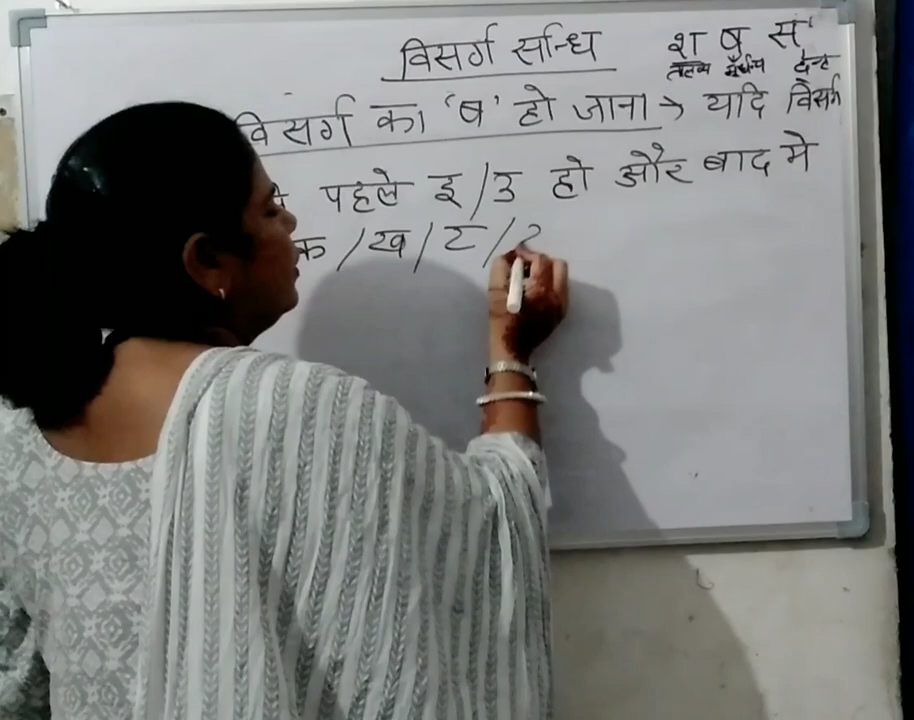 विसर्ग सन्धि
श ष स
तालव्य मूर्धन्य दन्त
विसर्ग का 'ष' हो जाना → यदि विसर्ग
पहले इ/उ हो और बाद मे
क/ख/ट/